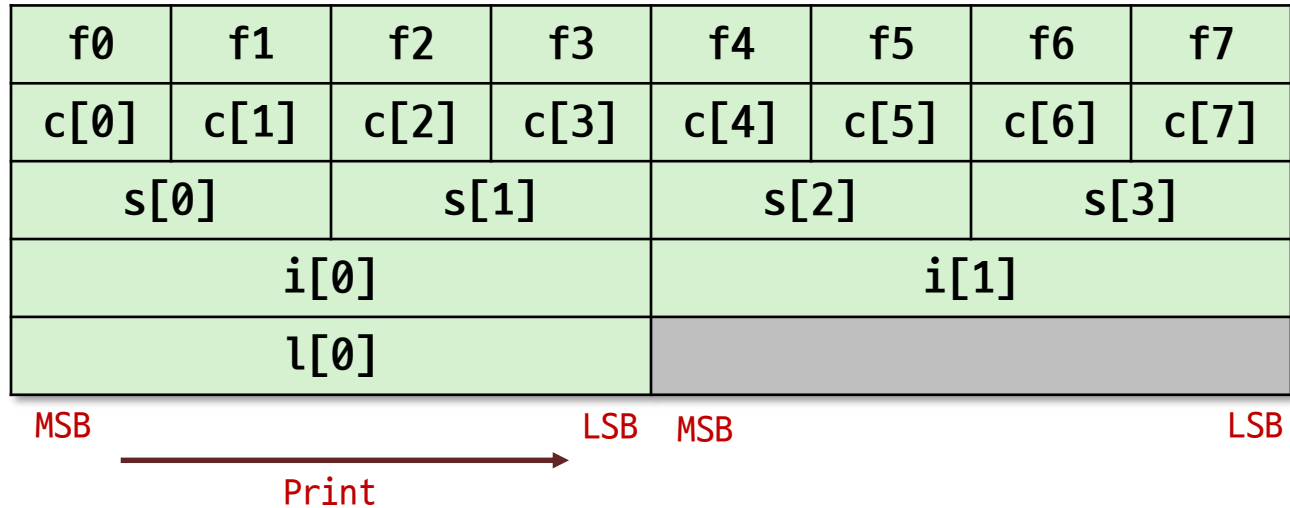 f0 f1 f2 f3 f4 f5 f6 f7
c[0] c[1] c[2] c[3] c[4] c[5] c[6] c[7]
s[0] s[1] s[2] s[3]
i[0] i[1]
l[0]
MSB LSB MSB LSB
Print